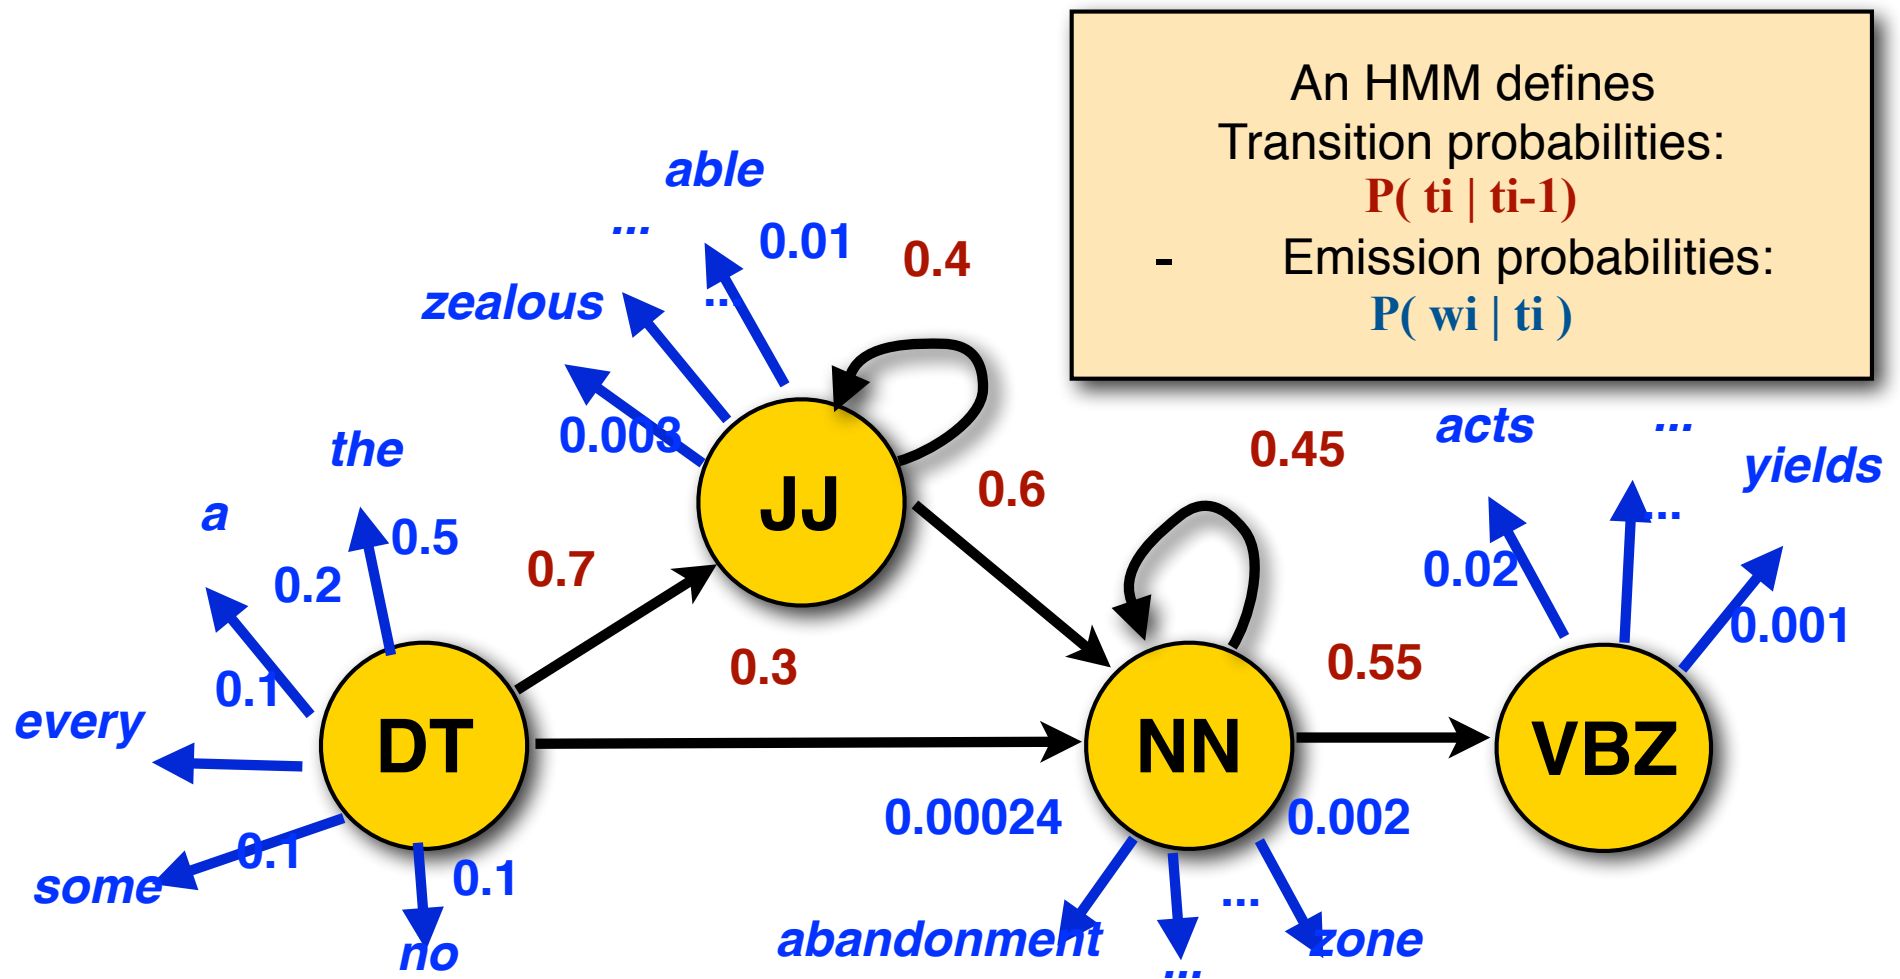 An HMM defines
Transition probabilities:
P( ti | ti-1)
- Emission probabilities:
P( wi | ti )
able
...
0.01
0.4
zealous
...
0.003
JJ
the
a
0.5
0.2
0.7
0.6
0.45
acts
...
yields
...
0.02
0.001
0.1
0.3
0.55
every
DT
NN
VBZ
0.00024
0.002
0.1
some
0.1
no
abandonment
...
zone
...